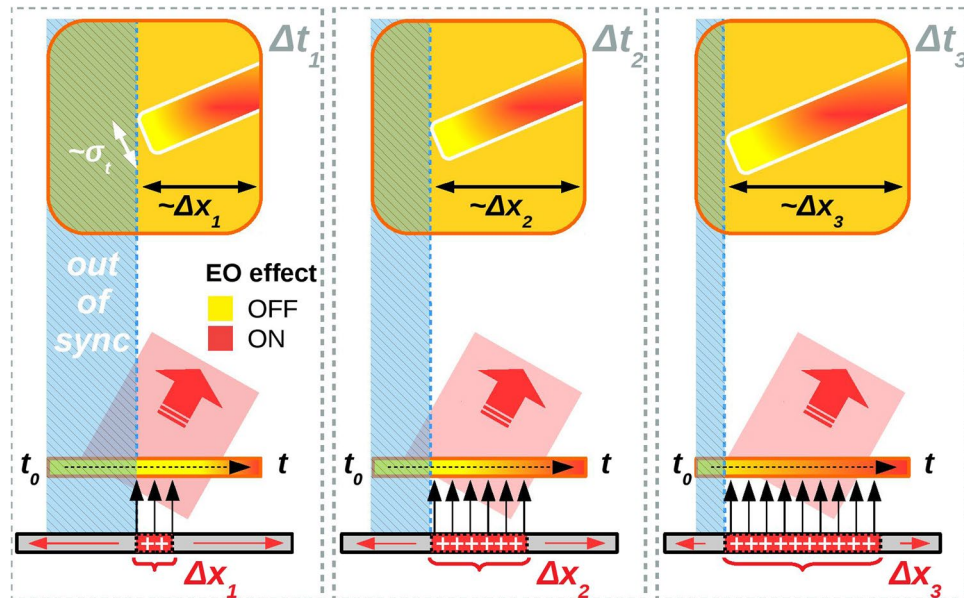 Δt₁
~σₜ
~Δx₁
out
of
sync
EO effect
OFF
ON
t₀
t
++
Δx₁
Δt₂
~Δx₂
t₀
t
+++++++
Δx₂
Δt₃
~Δx₃
t₀
t
++++++++++
Δx₃